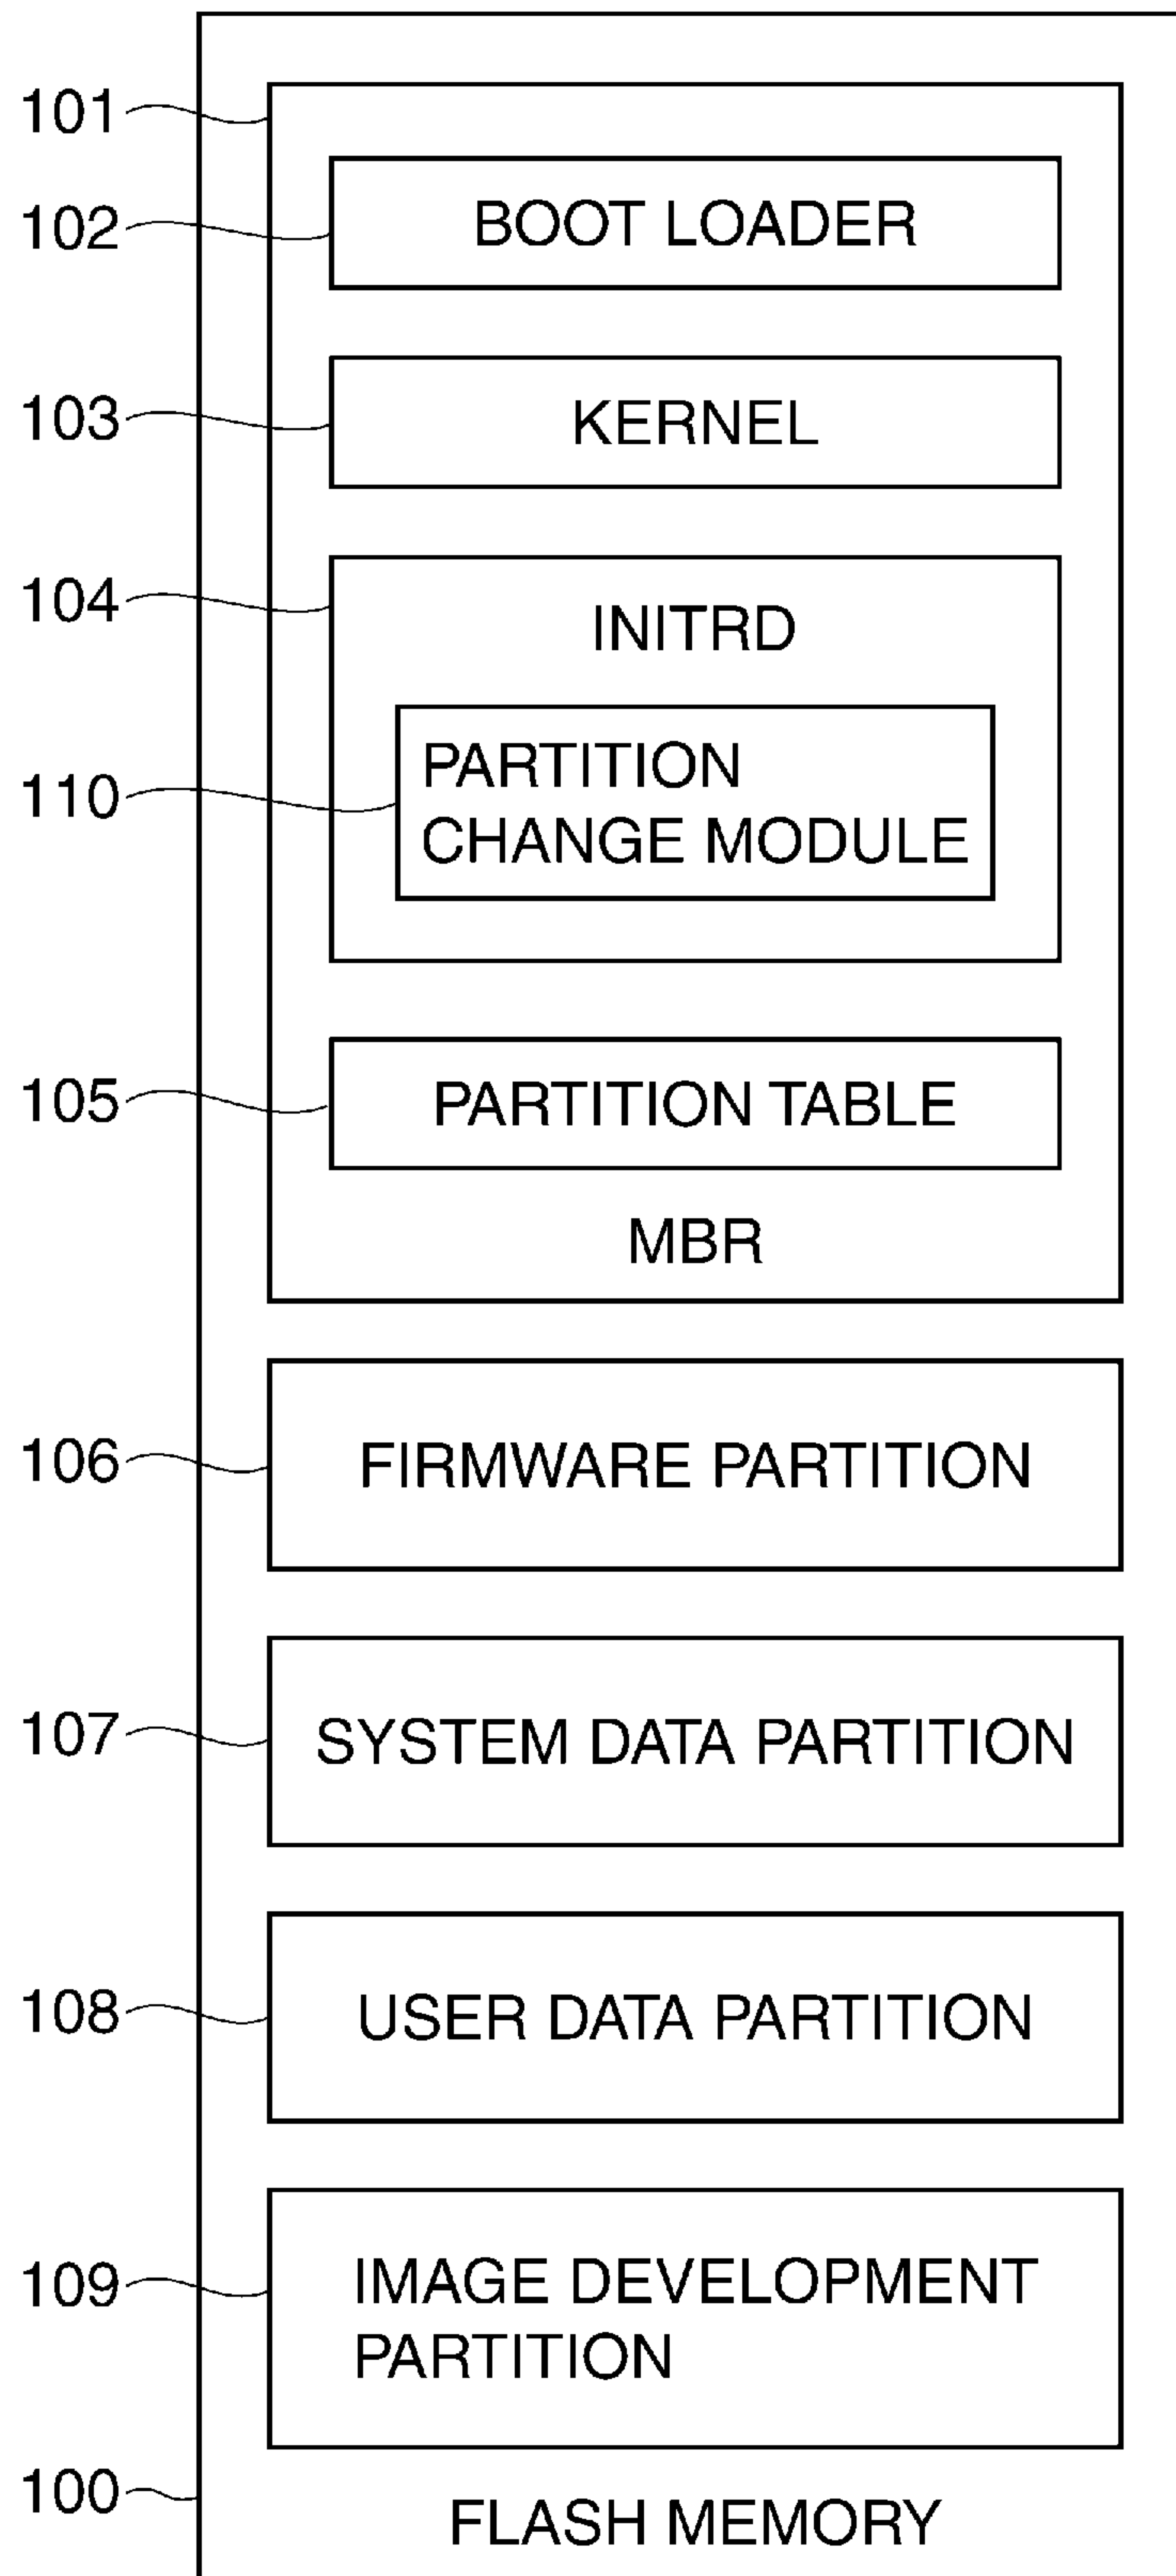 101
102 BOOT LOADER
103 KERNEL
104 INITRD
110 PARTITION
CHANGE MODULE
105 PARTITION TABLE
MBR
106 FIRMWARE PARTITION
107 SYSTEM DATA PARTITION
108 USER DATA PARTITION
109 IMAGE DEVELOPMENT
PARTITION
100 FLASH MEMORY